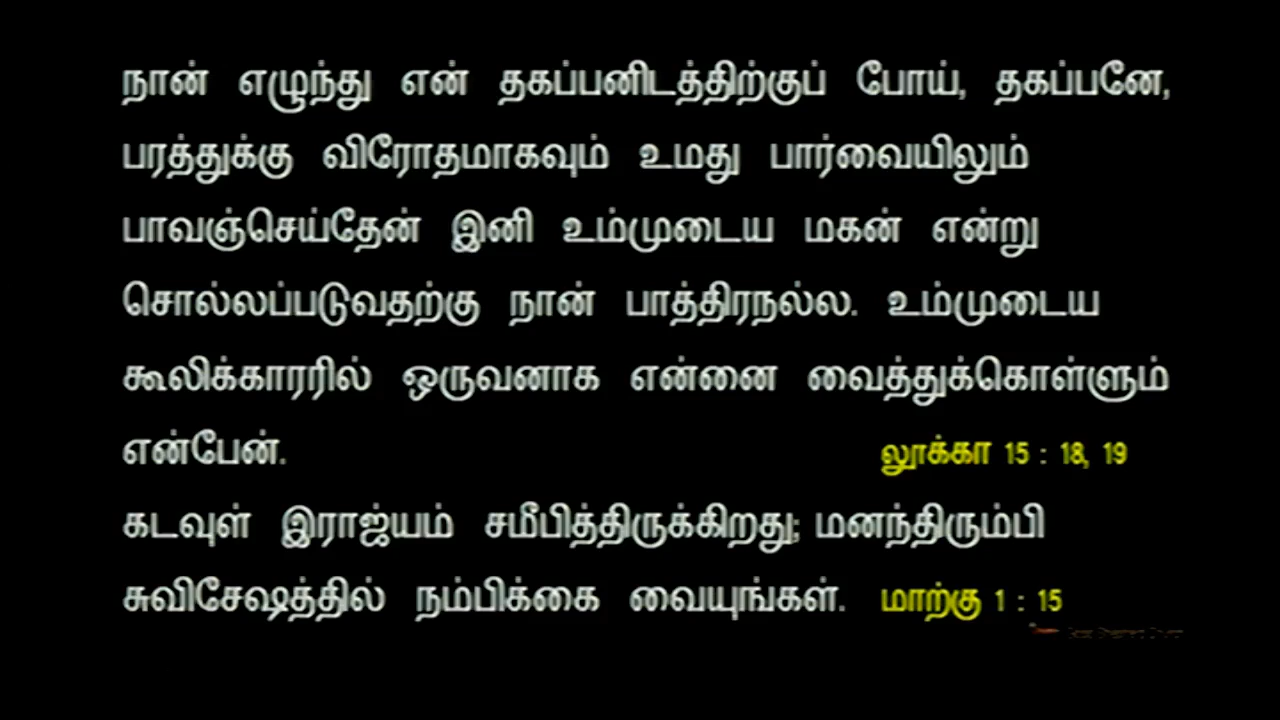 நான் எழுந்து என் தகப்பனிடத்திற்குப் போய், தகப்பனே,
பரத்துக்கு விரோதமாகவும் உமது பார்வையிலும்
பாவஞ்செய்தேன் இனி உம்முடைய மகன் என்று
சொல்லப்படுவதற்கு நான் பாத்திரநல்ல. உம்முடைய
கூலிக்காரரில் ஒருவனாக என்னை வைத்துக்கொள்ளும்
என்பேன். லூக்கா 15 : 18, 19
கடவுள் இராஜ்யம் சமீபித்திருக்கிறது; மனந்திரும்பி
சுவிசேஷத்தில் நம்பிக்கை வையுங்கள். மாற்கு 1 : 15